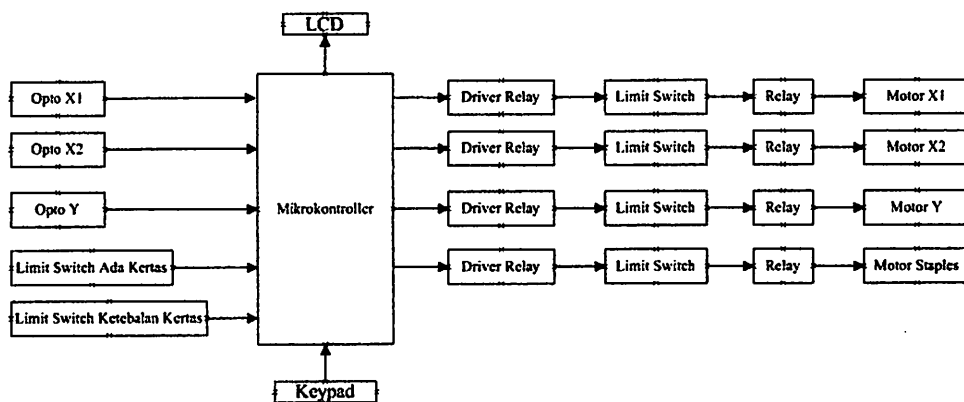 LCD
Opto X1
Driver Relay
Limit Switch
Relay
Motor X1
Opto X2
Driver Relay
Limit Switch
Relay
Motor X2
Opto Y
Mikrokontroller
Driver Relay
Limit Switch
Relay
Motor Y
Limit Switch Ada Kertas
Driver Relay
Limit Switch
Relay
Motor Staples
Limit Switch Ketebalan Kertas
Keypad